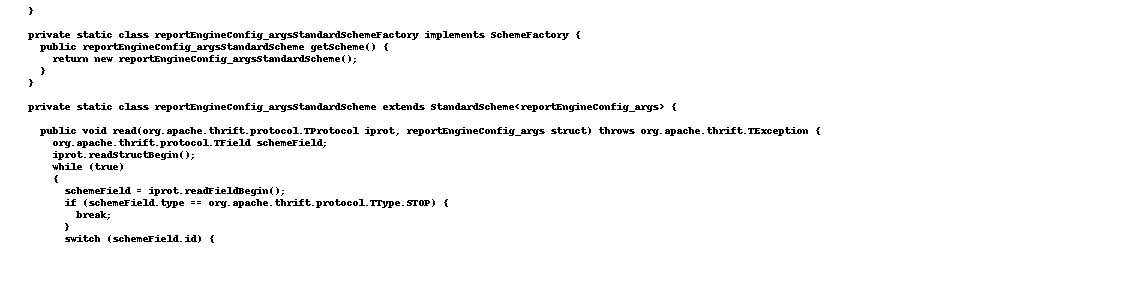 }
private static class reportEngineConfig_argsStandardSchemeFactory implements SchemeFactory {
public reportEngineConfig_argsStandardScheme getScheme() {
return new reportEngineConfig_argsStandardScheme();
}
}
private static class reportEngineConfig_argsStandardScheme extends StandardScheme<reportEngineConfig_args> {
public void read(org.apache.thrift.protocol.TProtocol iprot, reportEngineConfig_args struct) throws org.apache.thrift.TException {
org.apache.thrift.protocol.TField schemeField;
iprot.readStructBegin();
while (true)
{
schemeField = iprot.readFieldBegin();
if (schemeField.type == org.apache.thrift.protocol.TType.STOP) {
break;
}
switch (schemeField.id) {